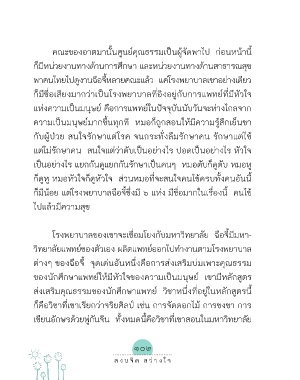 คณะของอาตมานั้นศูนย์คุณธรรมเป็นผู้จัดพาไป ก่อนหน้านี้
ก็มีหน่วยงานทางด้านการศึกษา และหน่วยงานทางด้านสาธารณสุข
พาคนไทยไปดูงานฉือจี้หลายคณะแล้ว แค่โรงพยาบาลเขาอย่างเดียว
ก็มีชื่อเสียงมากว่าเป็นโรงพยาบาลที่อิงอยู่กับการแพทย์ที่มีหัวใจ
แห่งความเป็นมนุษย์ คือการแพทย์ในปัจจุบันนับวันจะห่างไกลจาก
ความเป็นมนุษย์มากขึ้นทุกที หมอก็ถูกสอนให้มีความรู้สึกเย็นชา
กับผู้ป่วย สนใจรักษาแต่โรค จนกระทั่งลืมรักษาคน รักษาแต่ไข้
แต่ไม่รักษาคน สนใจแต่ว่าตับเป็นอย่างไร ปอดเป็นอย่างไร หัวใจ
เป็นอย่างไร แยกกันดูแยกกันรักษาเป็นคนๆ หมอตับก็ดูตับ หมอหู
ก็ดูหู หมอหัวใจก็ดูหัวใจ ส่วนหมอที่จะสนใจคนไข้ครบทั้งคนอันนี้
ก็มีน้อย แต่โรงพยาบาลฉือจี้ซึ่งมี ๖ แห่ง มีชื่อมากในเรื่องนี้ คนไข้
ไปแล้วมีความสุข
โรงพยาบาลของเขาจะเชื่อมโยงกับมหาวิทยาลัย ฉือจี้มีมหา-
วิทยาลัยแพทย์ของตัวเอง ผลิตแพทย์ออกไปทำงานตามโรงพยาบาล
ต่างๆ ของฉือจี้ จุดเด่นอันหนึ่งคือการส่งเสริมบ่มเพาะคุณธรรม
ของนักศึกษาแพทย์ให้มีหัวใจของความเป็นมนุษย์ เขามีหลักสูตร
ส่งเสริมคุณธรรมของนักศึกษาแพทย์ วิชาหนึ่งที่อยู่ในหลักสูตรนี้
ก็คือวิชาที่เขาเรียกว่าจริยศิลป์ เช่น การจัดดอกไม้ การชงชา การ
เขียนอักษรด้วยพู่กันจีน ทั้งหมดนี้คือวิชาที่เขาสอนในมหาวิทยาลัย
๑๐๒
สงบจิต สว่างใจ